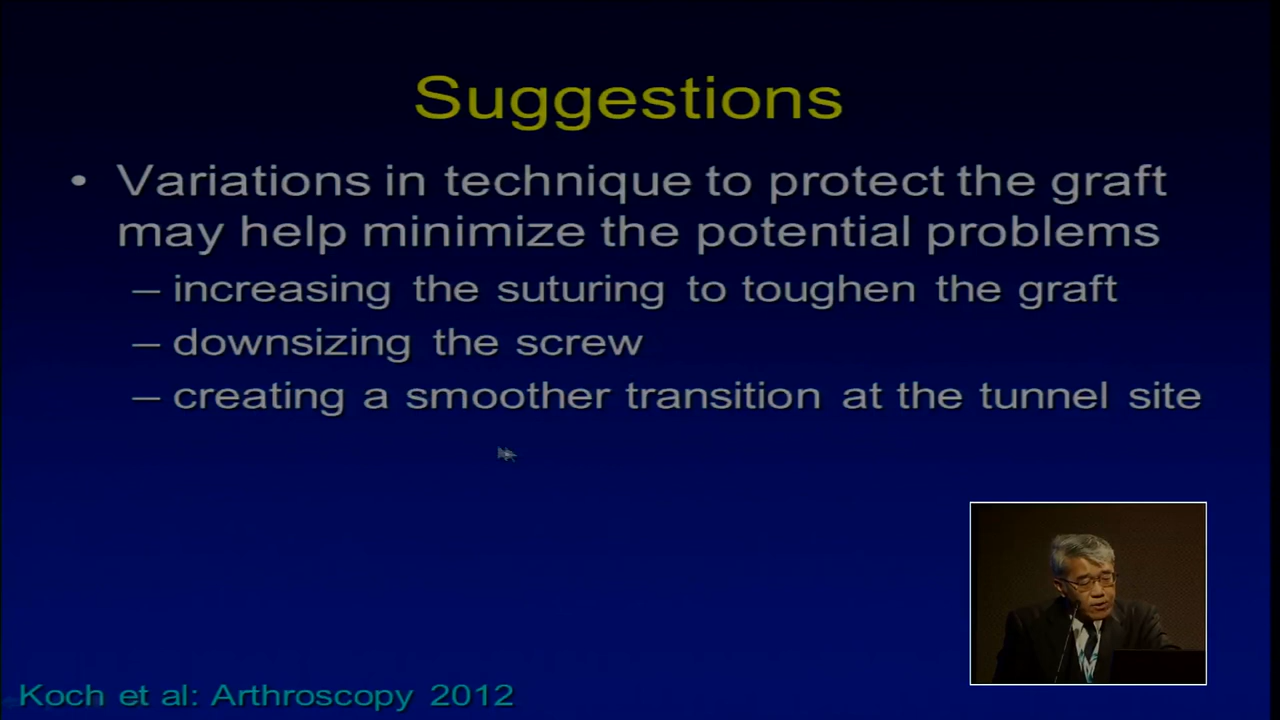 Suggestions
• Variations in technique to protect the graft
may help minimize the potential problems
– increasing the suturing to toughen the graft
– downsizing the screw
– creating a smoother transition at the tunnel site
Koch et al: Arthroscopy 2012